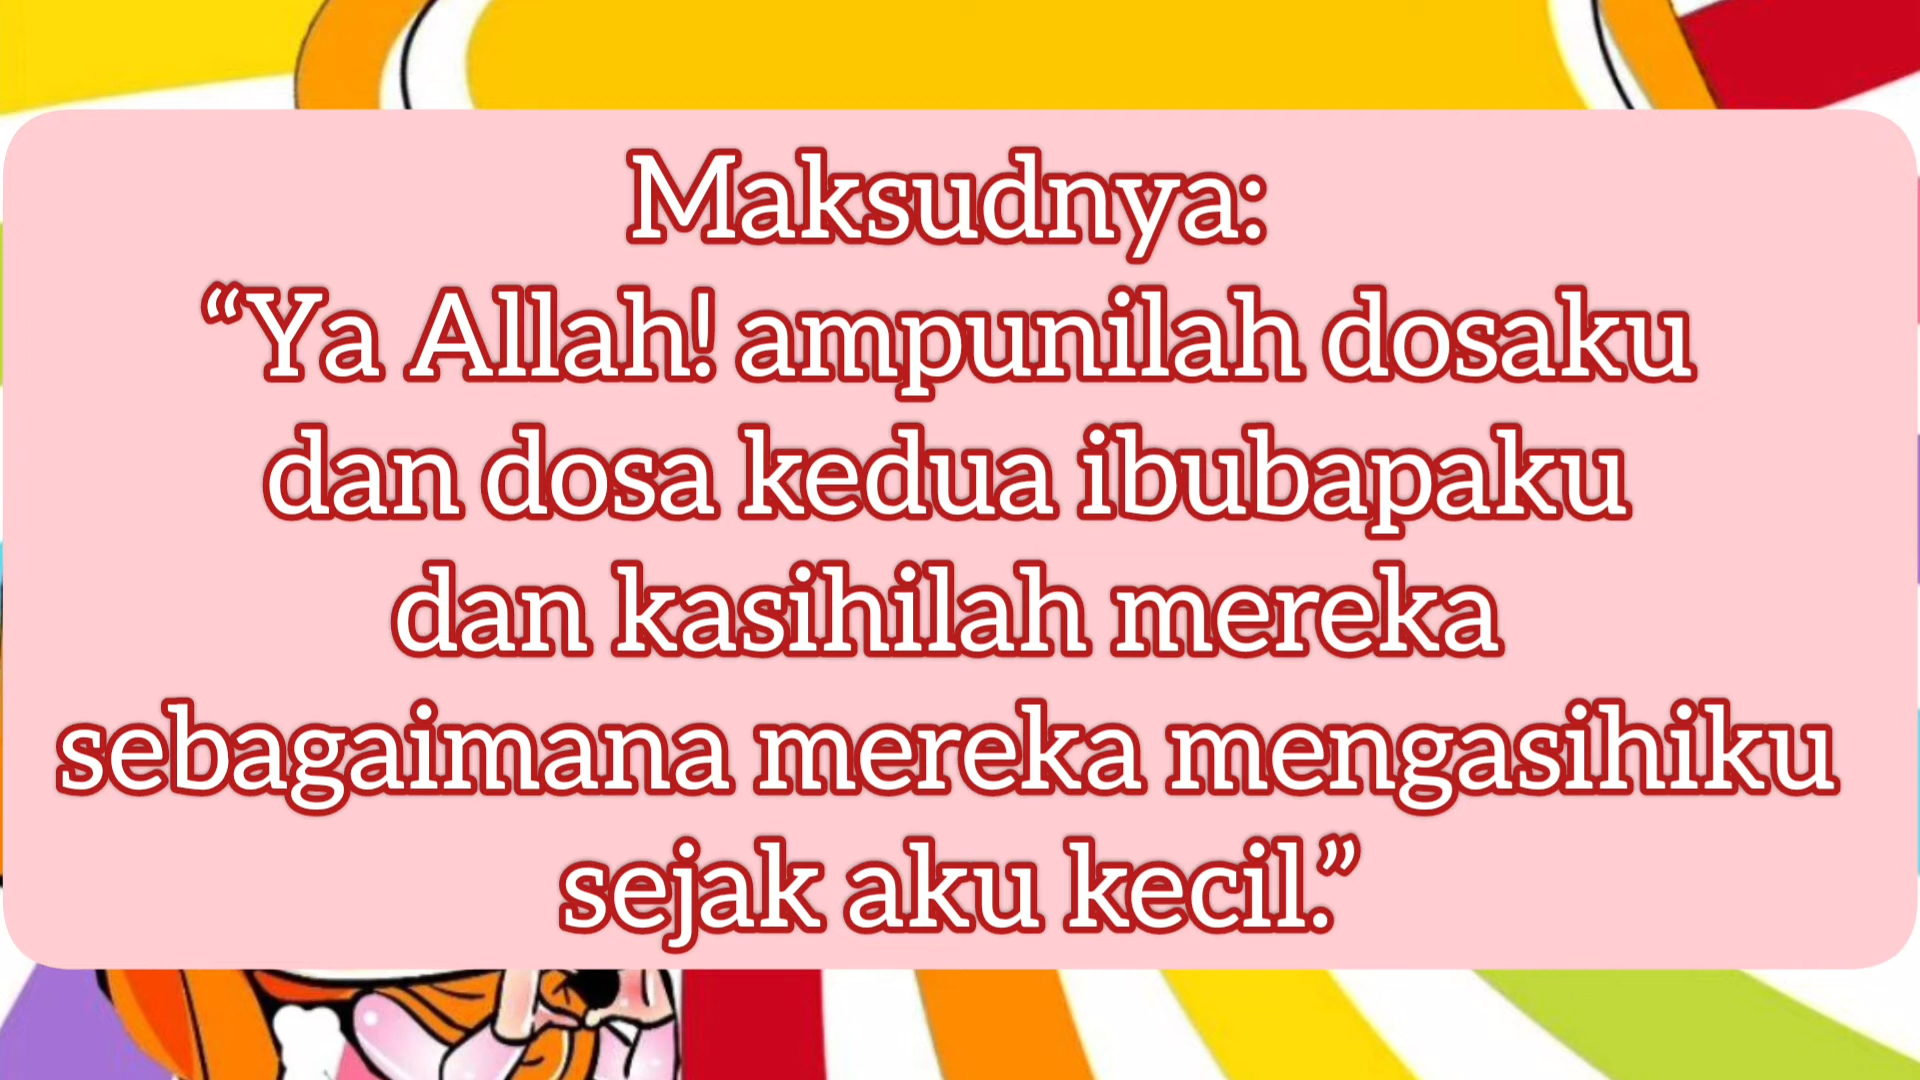 Maksudnya:
“Ya Allah! ampunilah dosaku
dan dosa kedua ibubapaku
dan kasihilah mereka
sebagaimana mereka mengasihiku
sejak aku kecil.”